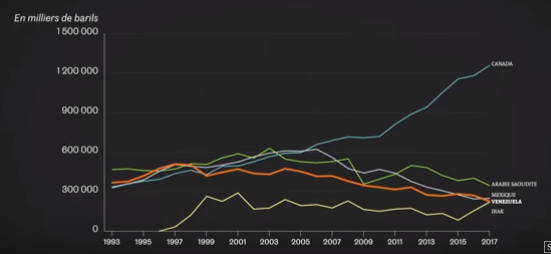 En milliers de barils
1 500 000
1 200 000
900 000
600 000
300 000
0
1993 1995 1997 1999 2001 2003 2005 2007 2009 2011 2013 2015 2017
CANADA
ARABIE SAOUDITE
MEXIQUE
VENEZUELA
IRAK
S